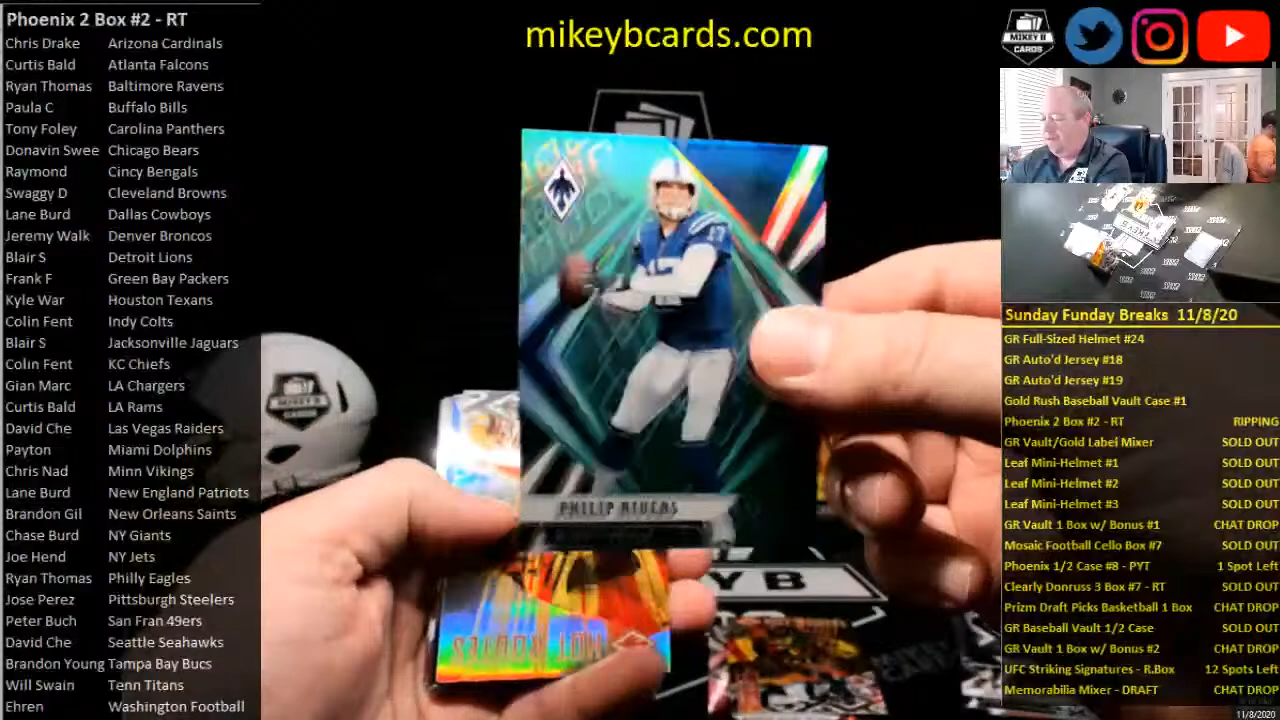 Phoenix 2 Box #2 - RT
Chris Drake Arizona Cardinals
Curtis Bald Atlanta Falcons
Ryan Thomas Baltimore Ravens
Paula C Buffalo Bills
Tony Foley Carolina Panthers
Donavin Swee Chicago Bears
Raymond Cincy Bengals
Swaggy D Cleveland Browns
Lane Burd Dallas Cowboys
Jeremy Walk Denver Broncos
Blair S Detroit Lions
Frank F Green Bay Packers
Kyle War Houston Texans
Colin Fent Indy Colts
Blair S Jacksonville Jaguars
Colin Fent KC Chiefs
Gian Marc LA Chargers
Curtis Bald LA Rams
David Che Las Vegas Raiders
Payton Miami Dolphins
Chris Nad Minn Vikings
Lane Burd New England Patriots
Brandon Gil New Orleans Saints
Chase Burd NY Giants
Joe Hend NY Jets
Ryan Thomas Philly Eagles
Jose Perez Pittsburgh Steelers
Peter Buch San Fran 49ers
David Che Seattle Seahawks
Brandon Young Tampa Bay Bucs
Will Swain Tenn Titans
Ehren Washington Football
mikeybcards.com
17
PHILIP RIVERS
HOT ROUTES
YB
MIKEY B
CARDS
Sunday Funday Breaks 11/8/20
GR Full-Sized Helmet #24
GR Auto'd Jersey #18
GR Auto'd Jersey #19
Gold Rush Baseball Vault Case #1
Phoenix 2 Box #2 - RT RIPPING
GR Vault/Gold Label Mixer SOLD OUT
Leaf Mini-Helmet #1 SOLD OUT
Leaf Mini-Helmet #2 SOLD OUT
Leaf Mini-Helmet #3 SOLD OUT
GR Vault 1 Box w/ Bonus #1 CHAT DROP
Mosaic Football Cello Box #7 SOLD OUT
Phoenix 1/2 Case #8 - PYT 1 Spot Left
Clearly Donruss 3 Box #7 - RT SOLD OUT
Prizm Draft Picks Basketball 1 Box CHAT DROP
GR Baseball Vault 1/2 Case SOLD OUT
GR Vault 1 Box w/ Bonus #2 CHAT DROP
UFC Striking Signatures - R.Box 12 Spots Left
Memorabilia Mixer - DRAFT CHAT DROP
11/8/2020